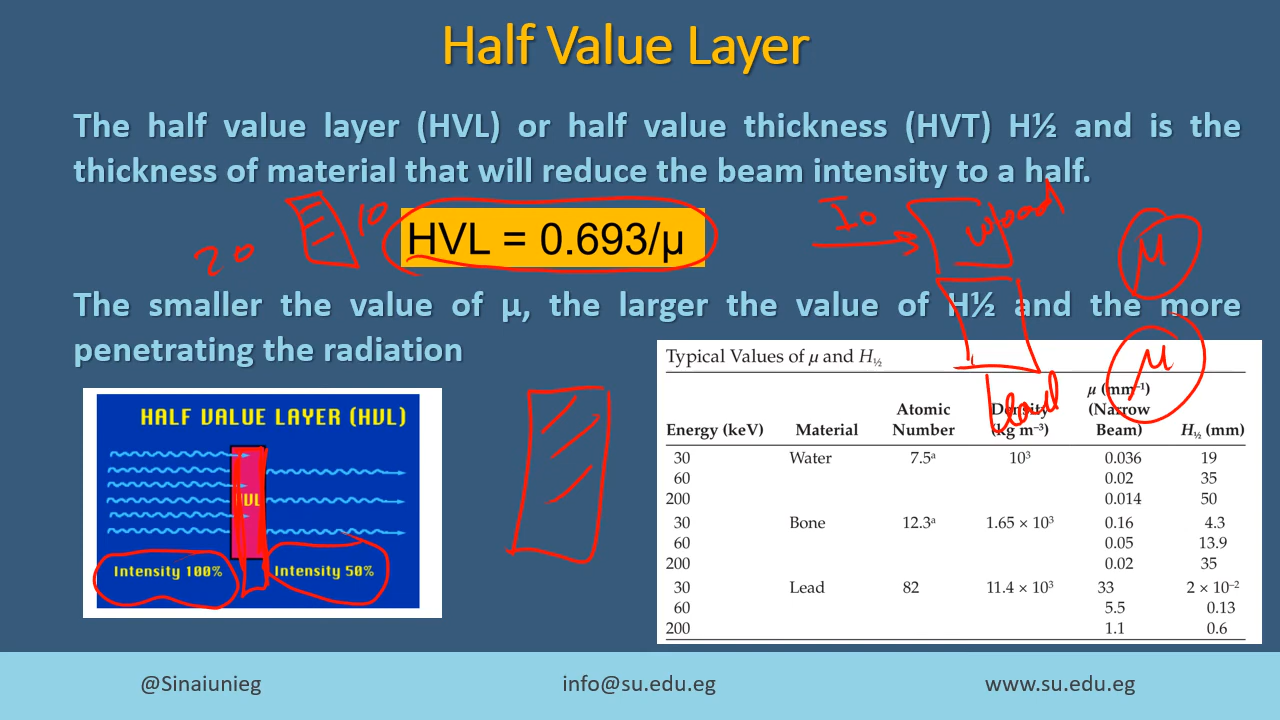 Half Value Layer
The half value layer (HVL) or half value thickness (HVT) H½ and is the
thickness of material that will reduce the beam intensity to a half.
20
10
HVL = 0.693/μ
I₀
wood
μ
The smaller the value of μ, the larger the value of H½ and the more
penetrating the radiation
lead
μ
HALF VALUE LAYER (HVL)
HVL
Intensity 100% Intensity 50%
Typical Values of μ and H½
Energy (keV) Material Atomic Number Density (kg m⁻³) μ (mm⁻¹) (Narrow Beam) H½ (mm)
30 Water 7.5ᵃ 10³ 0.036 19
60 0.02 35
200 0.014 50
30 Bone 12.3ᵃ 1.65 × 10³ 0.16 4.3
60 0.05 13.9
200 0.02 35
30 Lead 82 11.4 × 10³ 33 2 × 10⁻²
60 5.5 0.13
200 1.1 0.6
@Sinaiunieg info@su.edu.eg www.su.edu.eg